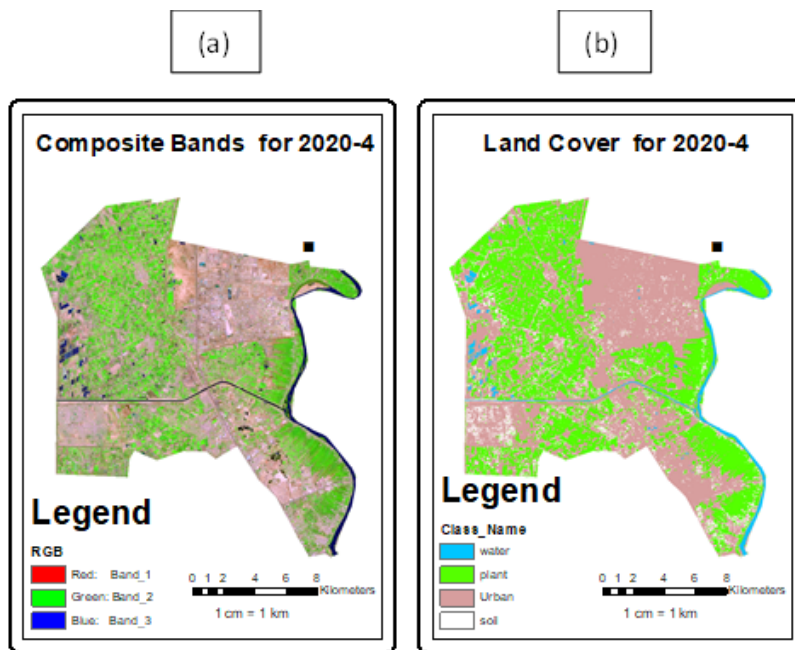 (a)
Composite Bands for 2020-4
Legend
RGB
Red: Band_1
Green: Band_2
Blue: Band_3
0 1 2 4 6 8
Kilometers
1 cm = 1 km
(b)
Land Cover for 2020-4
Legend
Class_Name
water
plant
Urban
soil
0 1 2 4 6 8
Kilometers
1 cm = 1 km